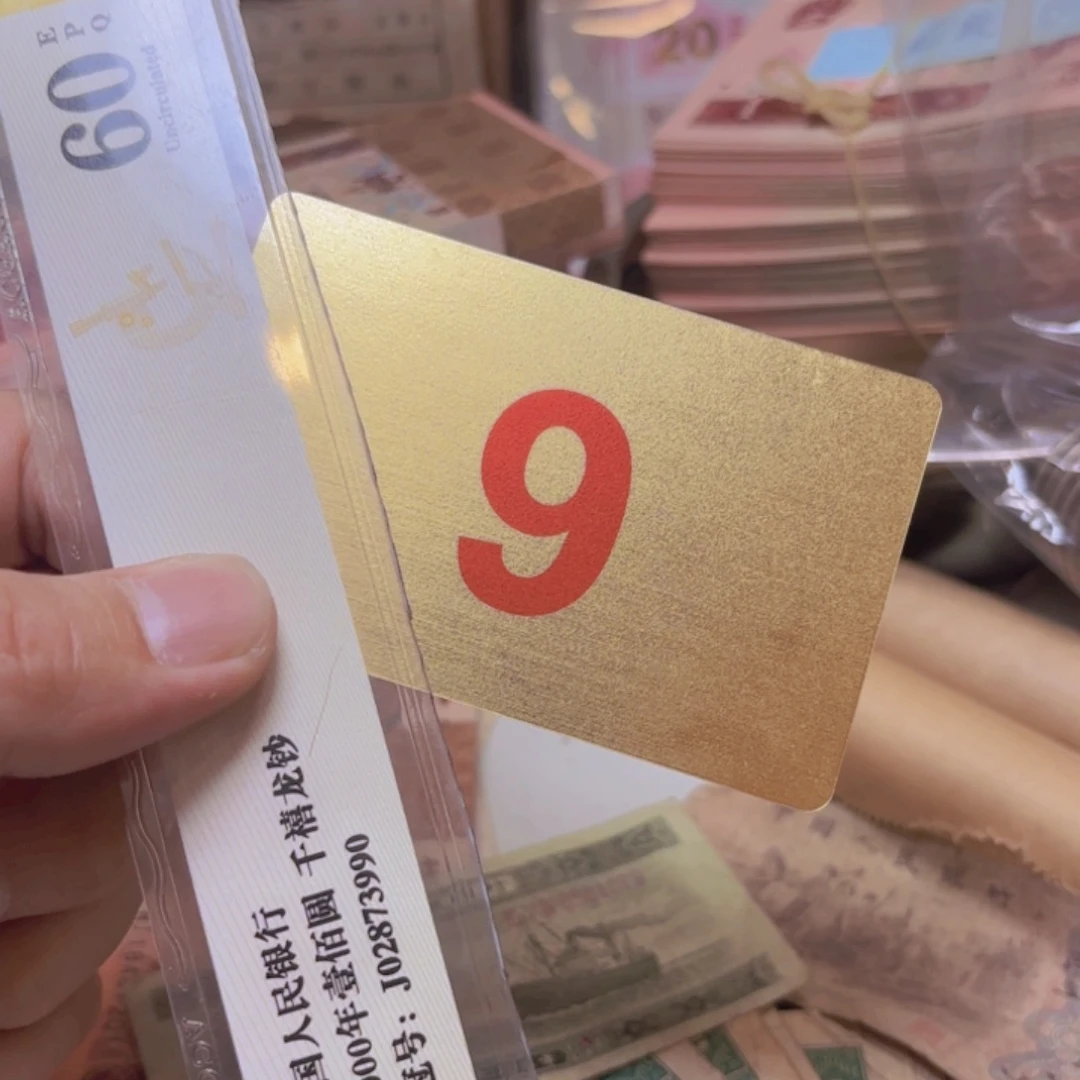 60 E
P
Q
Uncirculated
国人民银行
000年壹佰圆 千禧龙钞
号：J02873990
9
20